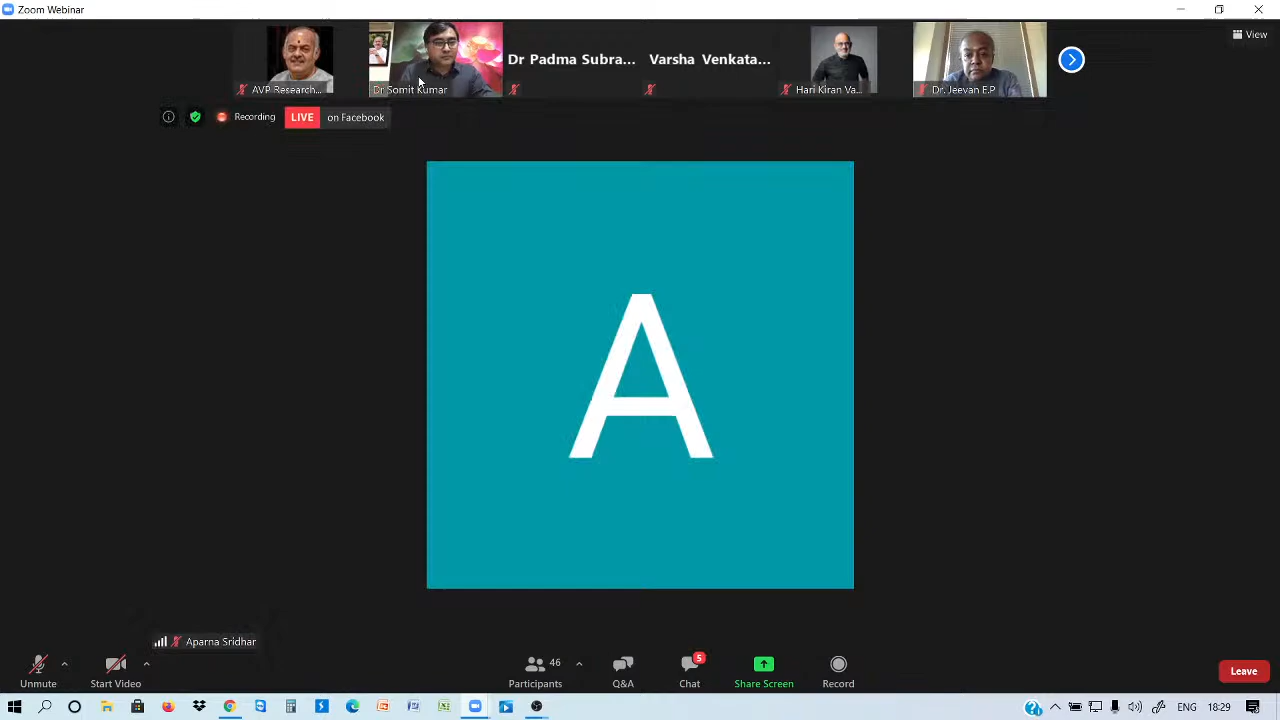 Zoom Webinar
View
AVP Research...
Dr Somit Kumar
Dr Padma Subra...
Varsha Venkata...
Hari Kiran Va...
Dr. Jeevan E.P
Recording
LIVE
on Facebook
A
Aparna Sridhar
Unmute
Start Video
46
Participants
Q&A
5
Chat
Share Screen
Record
Leave
ENG
18:29